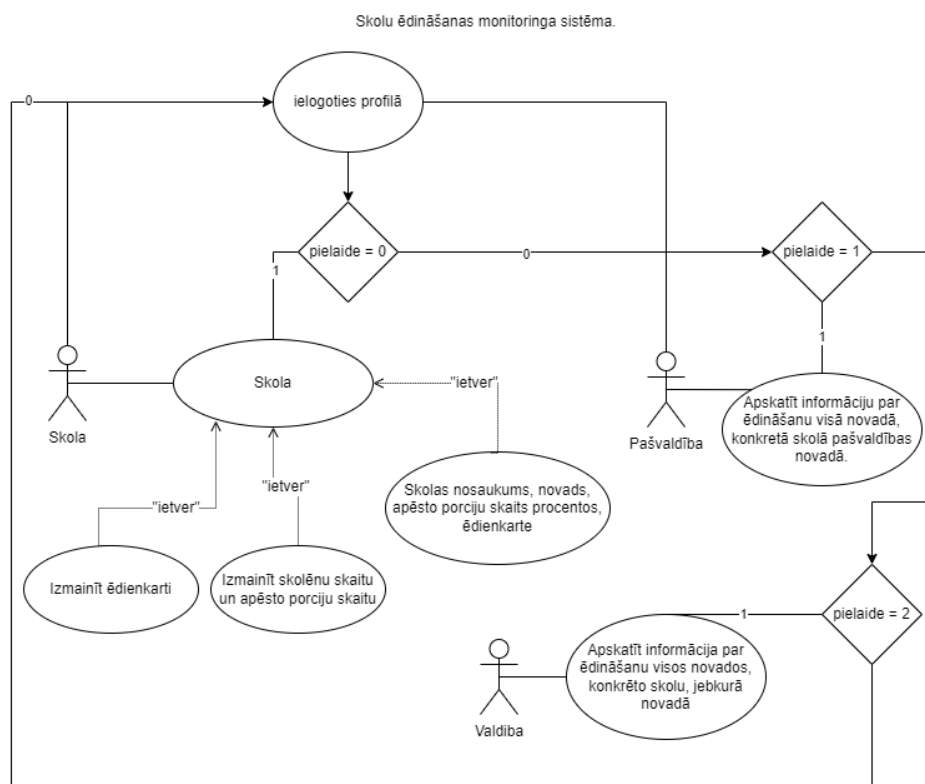 Skolu ēdināšanas monitoringa sistēma.
0
ielogoties profilā
pielaide = 0
0
pielaide = 1
1
1
Skola
"ietver"
Skola
Pašvaldība
Apskatīt informāciju par
ēdināšanu visā novadā,
konkretā skolā pašvaldības
novadā.
"ietver"
"ietver"
Skolas nosaukums, novads,
apēsto porciju skaits procentos,
ēdienkarte
Izmainīt ēdienkarti
Izmainīt skolēnu skaitu
un apēsto porciju skaitu
pielaide = 2
1
Apskatīt informācija par
ēdināšanu visos novados,
konkrēto skolu, jebkurā
novadā
Valdiba